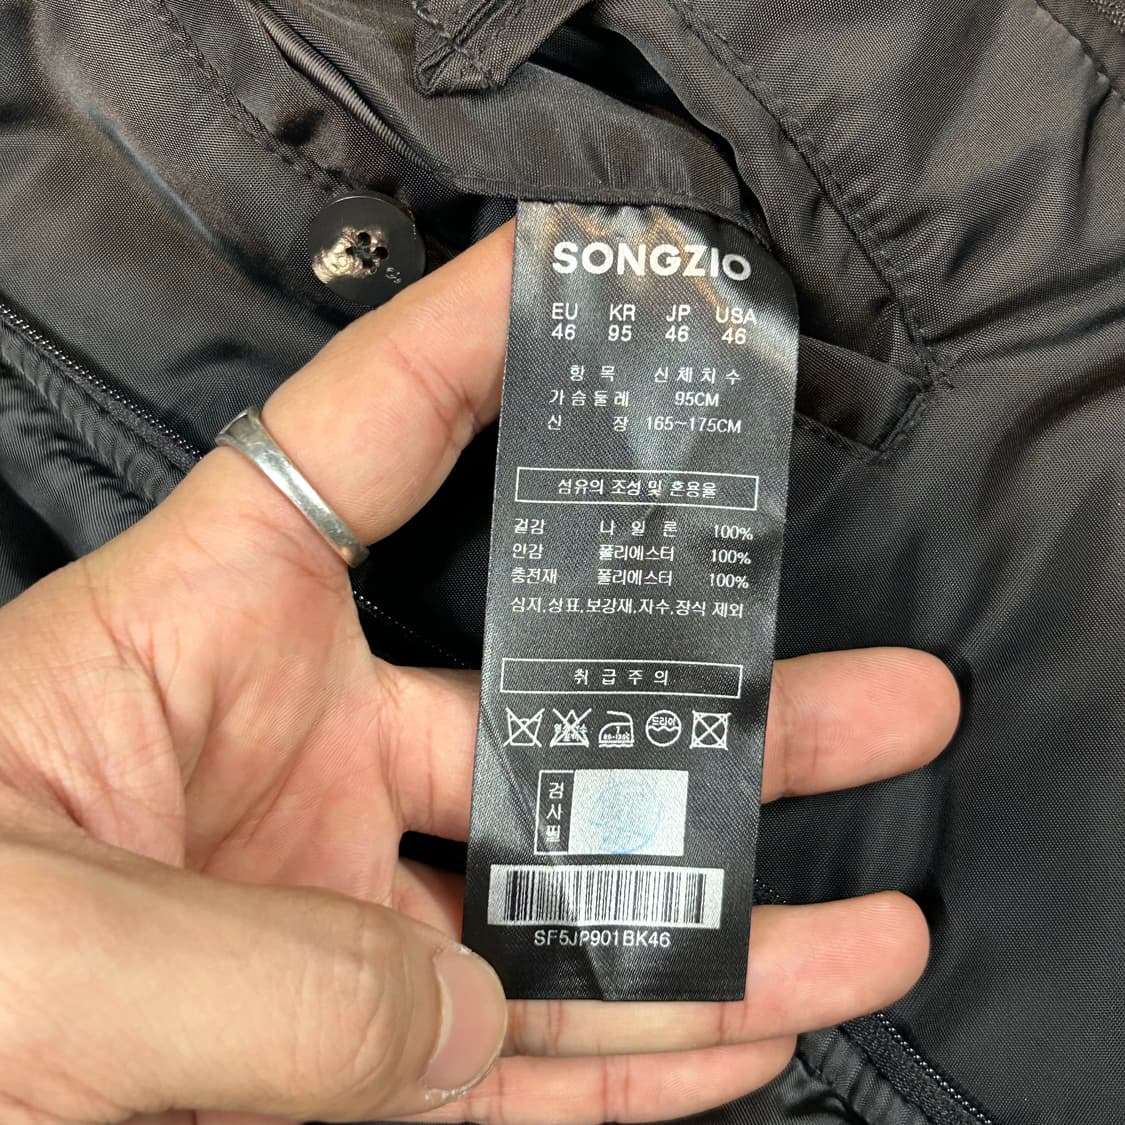 SONGZIO
EU KR JP USA
46 95 46 46
항 목 신체치수
가슴둘레 95CM
신 장 165~175CM
섬유의 조성 및 혼용율
겉감 나 일 론 100%
안감 폴리에스터 100%
충전재 폴리에스터 100%
심지.상표.보강재.자수.장식 제외
취급주의
드라이
검사필
SF5JP901BK46